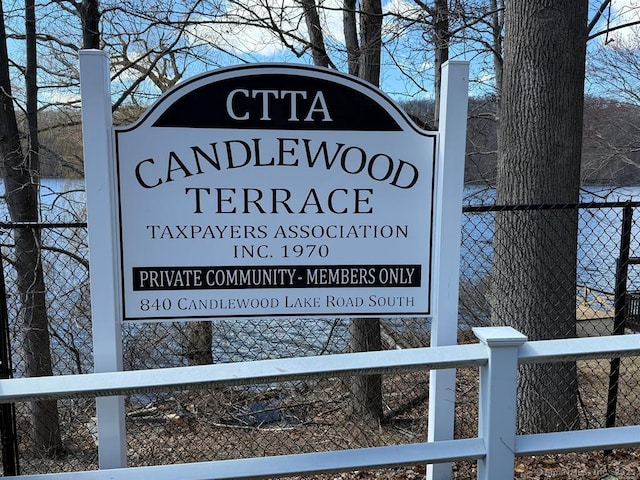 CTTA
CANDLEWOOD
TERRACE
TAXPAYERS ASSOCIATION
INC. 1970
PRIVATE COMMUNITY- MEMBERS ONLY
840 CANDLEWOOD LAKE ROAD SOUTH